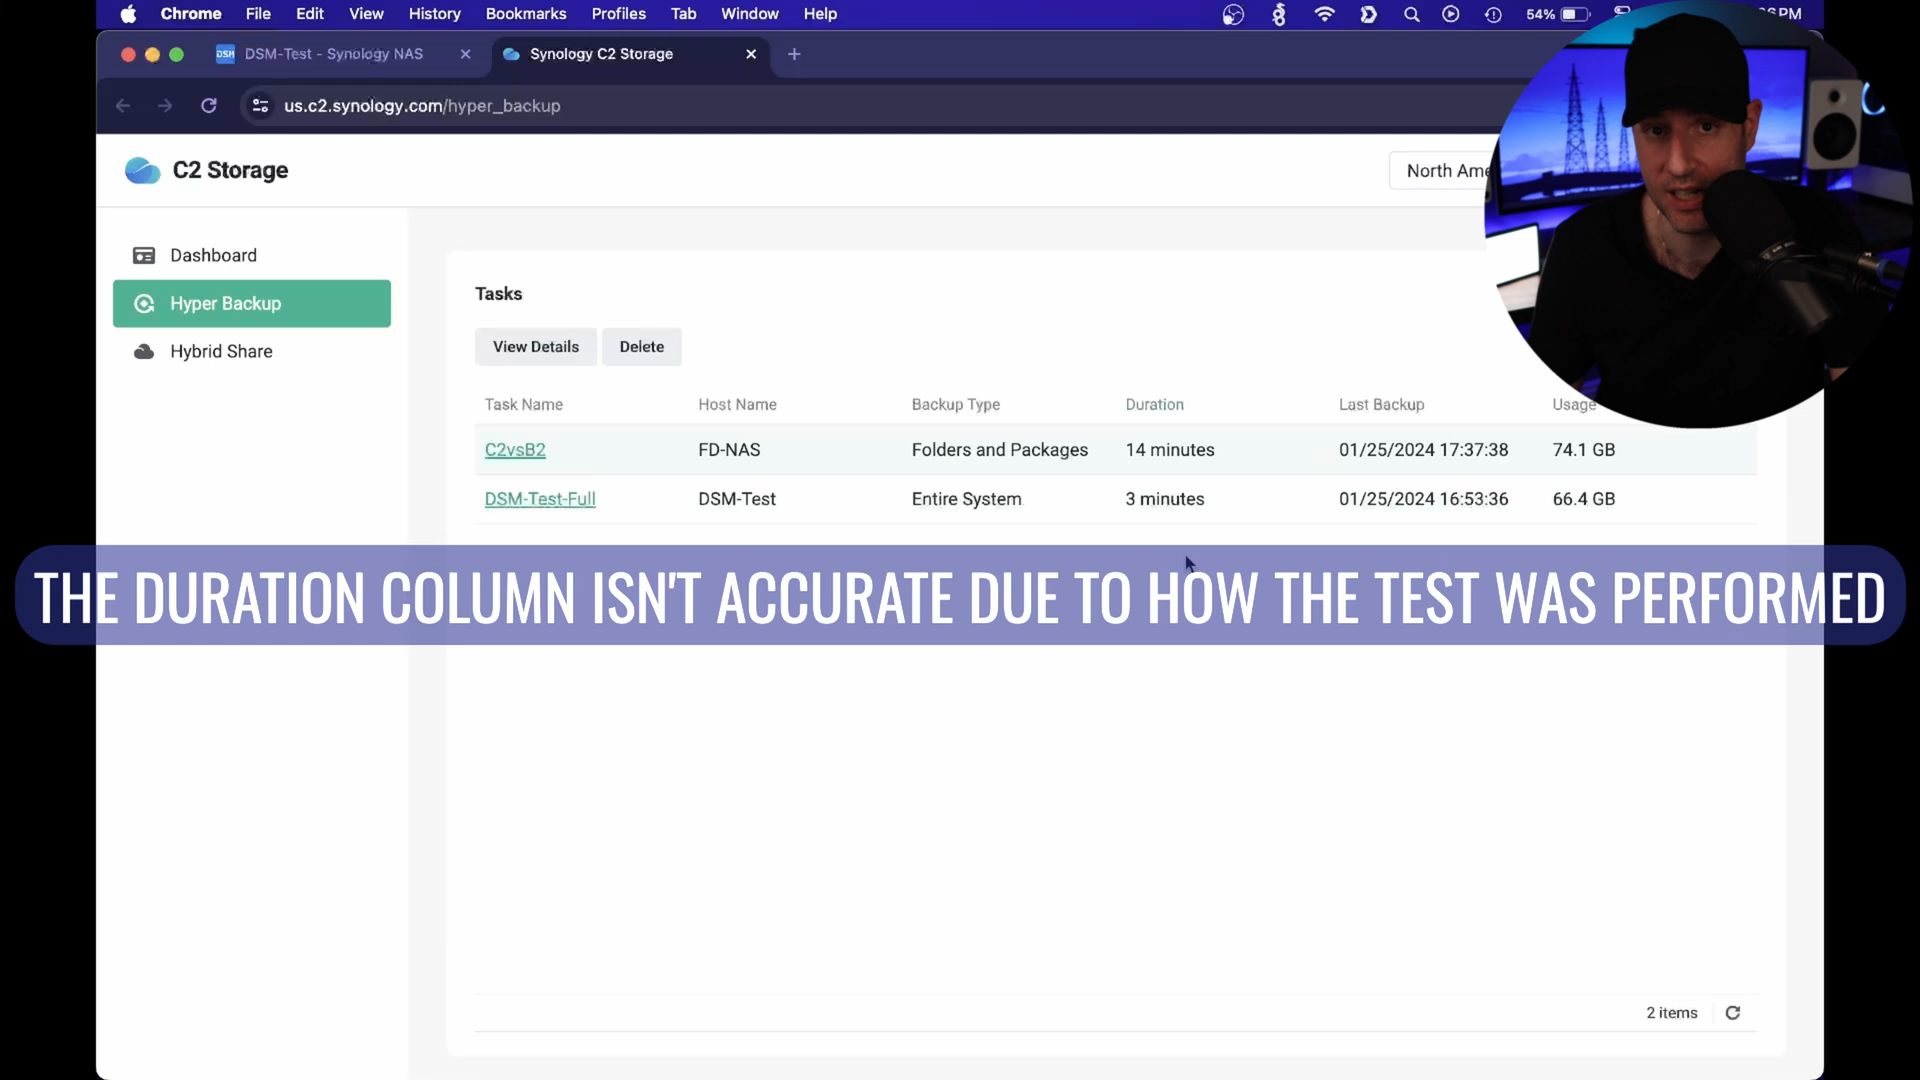 Chrome File Edit View History Bookmarks Profiles Tab Window Help 54% PM
DSM DSM-Test - Synology NAS Synology C2 Storage
us.c2.synology.com/hyper_backup
C2 Storage
North Ame
Dashboard
Hyper Backup
Hybrid Share
Tasks
View Details Delete
Task Name Host Name Backup Type Duration Last Backup Usage
C2vsB2 FD-NAS Folders and Packages 14 minutes 01/25/2024 17:37:38 74.1 GB
DSM-Test-Full DSM-Test Entire System 3 minutes 01/25/2024 16:53:36 66.4 GB
THE DURATION COLUMN ISN'T ACCURATE DUE TO HOW THE TEST WAS PERFORMED
2 items